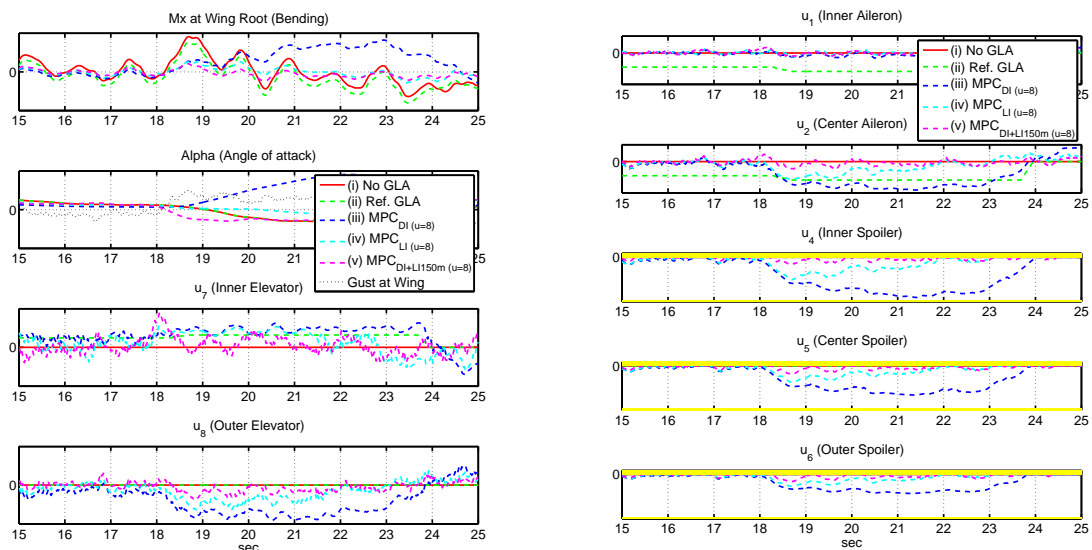 Mx at Wing Root (Bending)
0
15 16 17 18 19 20 21 22 23 24 25
Alpha (Angle of attack)
0
15 16 17 18 19 20 21
(i) No GLA
(ii) Ref. GLA
(iii) MPC_DI (u=8)
(iv) MPC_LI (u=8)
(v) MPC_DI+LI150m (u=8)
Gust at Wing
u_7 (Inner Elevator)
0
15 16 17 18 19 20 21 22 23 24 25
u_8 (Outer Elevator)
0
15 16 17 18 19 20 21 22 23 24 25
sec
u_1 (Inner Aileron)
0
15 16 17 18 19 20 21 25
(i) No GLA
(ii) Ref. GLA
(iii) MPC_DI (u=8)
(iv) MPC_LI (u=8)
(v) MPC_DI+LI150m (u=8)
u_2 (Center Aileron)
0
15 16 17 18 19 20 21 22 23 24 25
u_4 (Inner Spoiler)
0
15 16 17 18 19 20 21 22 23 24 25
u_5 (Center Spoiler)
0
15 16 17 18 19 20 21 22 23 24 25
u_6 (Outer Spoiler)
0
15 16 17 18 19 20 21 22 23 24 25
sec